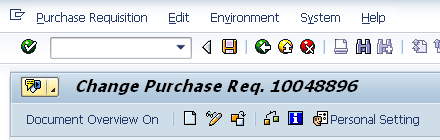 Purchase Requisition Edit Environment System Help
Change Purchase Req. 10048896
Document Overview On Personal Setting